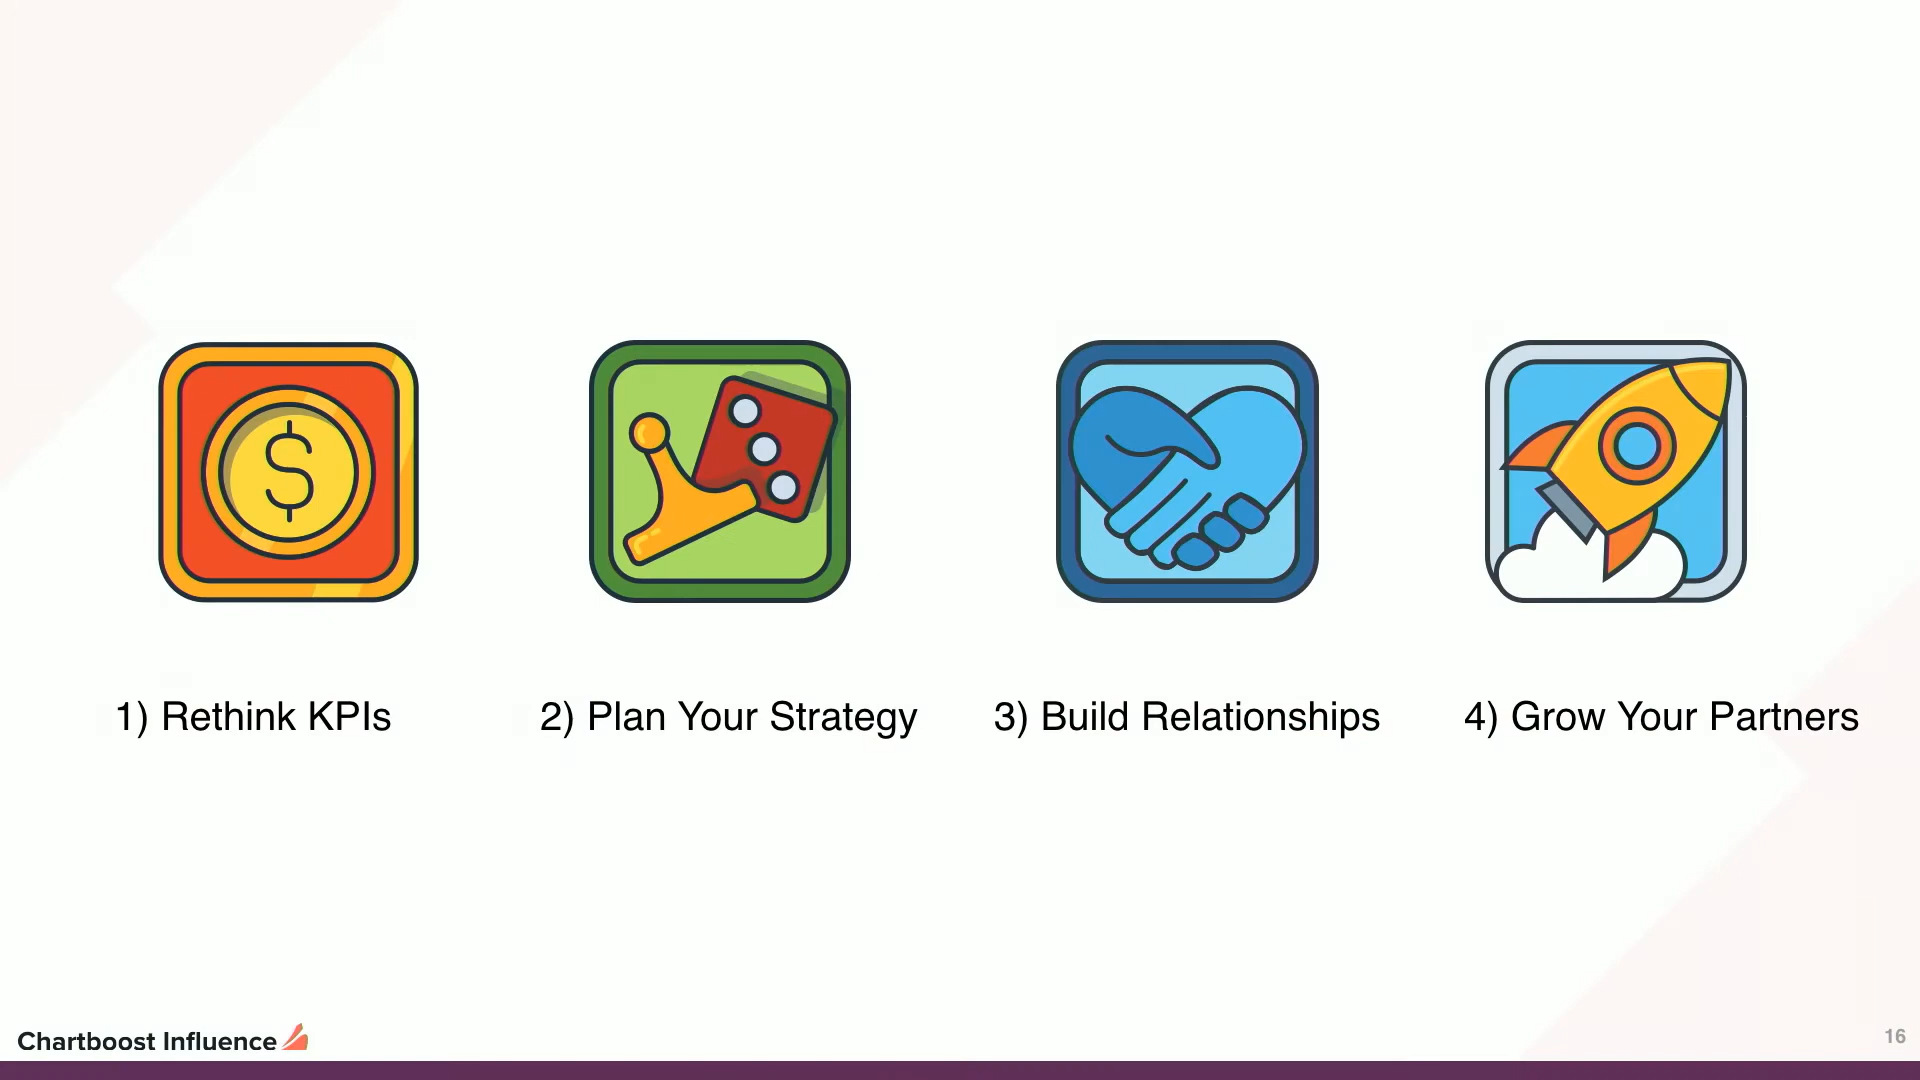 $
1) Rethink KPIs
2) Plan Your Strategy
3) Build Relationships
4) Grow Your Partners
Chartboost Influence
16